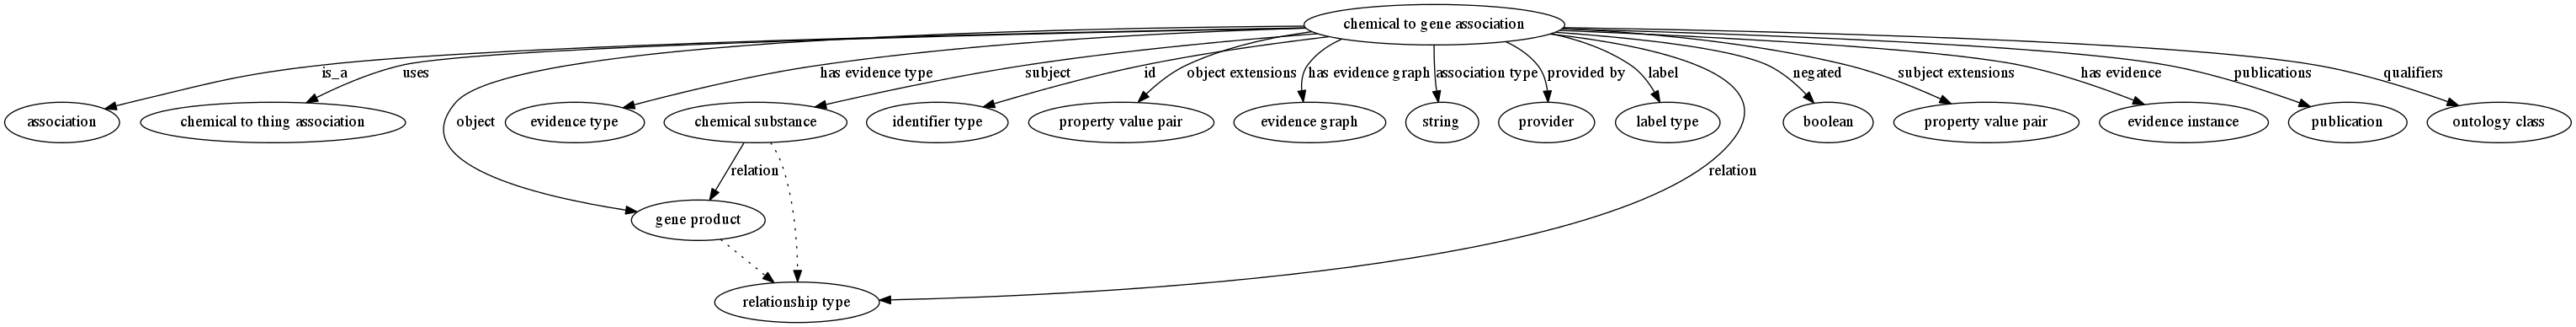 chemical to gene association
is_a
uses
has evidence type
subject
id
object extensions
has evidence graph
association type
provided by
label
negated
subject extensions
has evidence
publications
qualifiers
object
association
chemical to thing association
evidence type
chemical substance
identifier type
property value pair
evidence graph
string
provider
label type
boolean
property value pair
evidence instance
publication
ontology class
relation
relation
gene product
relationship type